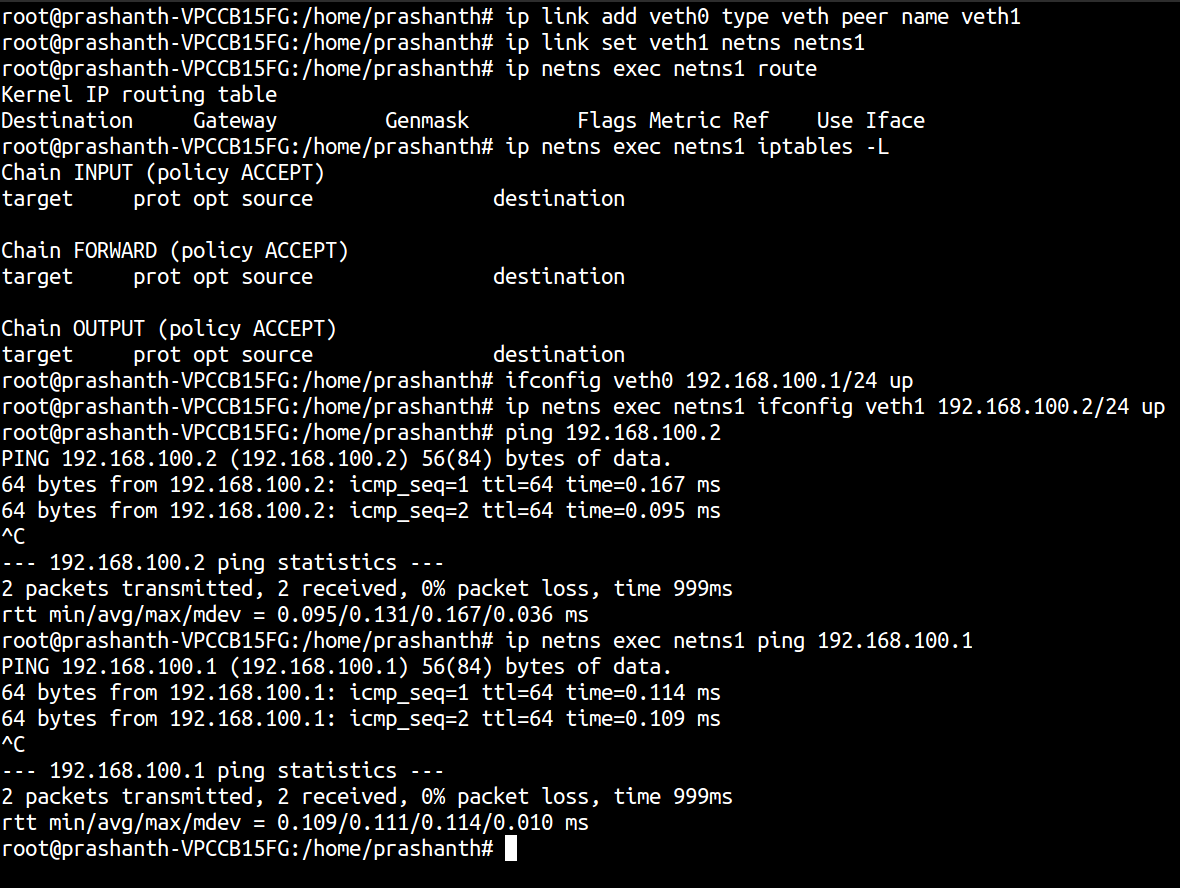 root@prashanth-VPCCB15FG:/home/prashanth# ip link add veth0 type veth peer name veth1
root@prashanth-VPCCB15FG:/home/prashanth# ip link set veth1 netns netns1
root@prashanth-VPCCB15FG:/home/prashanth# ip netns exec netns1 route
Kernel IP routing table
Destination     Gateway         Genmask         Flags Metric Ref    Use Iface
root@prashanth-VPCCB15FG:/home/prashanth# ip netns exec netns1 iptables -L
Chain INPUT (policy ACCEPT)
target     prot opt source               destination

Chain FORWARD (policy ACCEPT)
target     prot opt source               destination

Chain OUTPUT (policy ACCEPT)
target     prot opt source               destination
root@prashanth-VPCCB15FG:/home/prashanth# ifconfig veth0 192.168.100.1/24 up
root@prashanth-VPCCB15FG:/home/prashanth# ip netns exec netns1 ifconfig veth1 192.168.100.2/24 up
root@prashanth-VPCCB15FG:/home/prashanth# ping 192.168.100.2
PING 192.168.100.2 (192.168.100.2) 56(84) bytes of data.
64 bytes from 192.168.100.2: icmp_seq=1 ttl=64 time=0.167 ms
64 bytes from 192.168.100.2: icmp_seq=2 ttl=64 time=0.095 ms
^C
--- 192.168.100.2 ping statistics ---
2 packets transmitted, 2 received, 0% packet loss, time 999ms
rtt min/avg/max/mdev = 0.095/0.131/0.167/0.036 ms
root@prashanth-VPCCB15FG:/home/prashanth# ip netns exec netns1 ping 192.168.100.1
PING 192.168.100.1 (192.168.100.1) 56(84) bytes of data.
64 bytes from 192.168.100.1: icmp_seq=1 ttl=64 time=0.114 ms
64 bytes from 192.168.100.1: icmp_seq=2 ttl=64 time=0.109 ms
^C
--- 192.168.100.1 ping statistics ---
2 packets transmitted, 2 received, 0% packet loss, time 999ms
rtt min/avg/max/mdev = 0.109/0.111/0.114/0.010 ms
root@prashanth-VPCCB15FG:/home/prashanth#